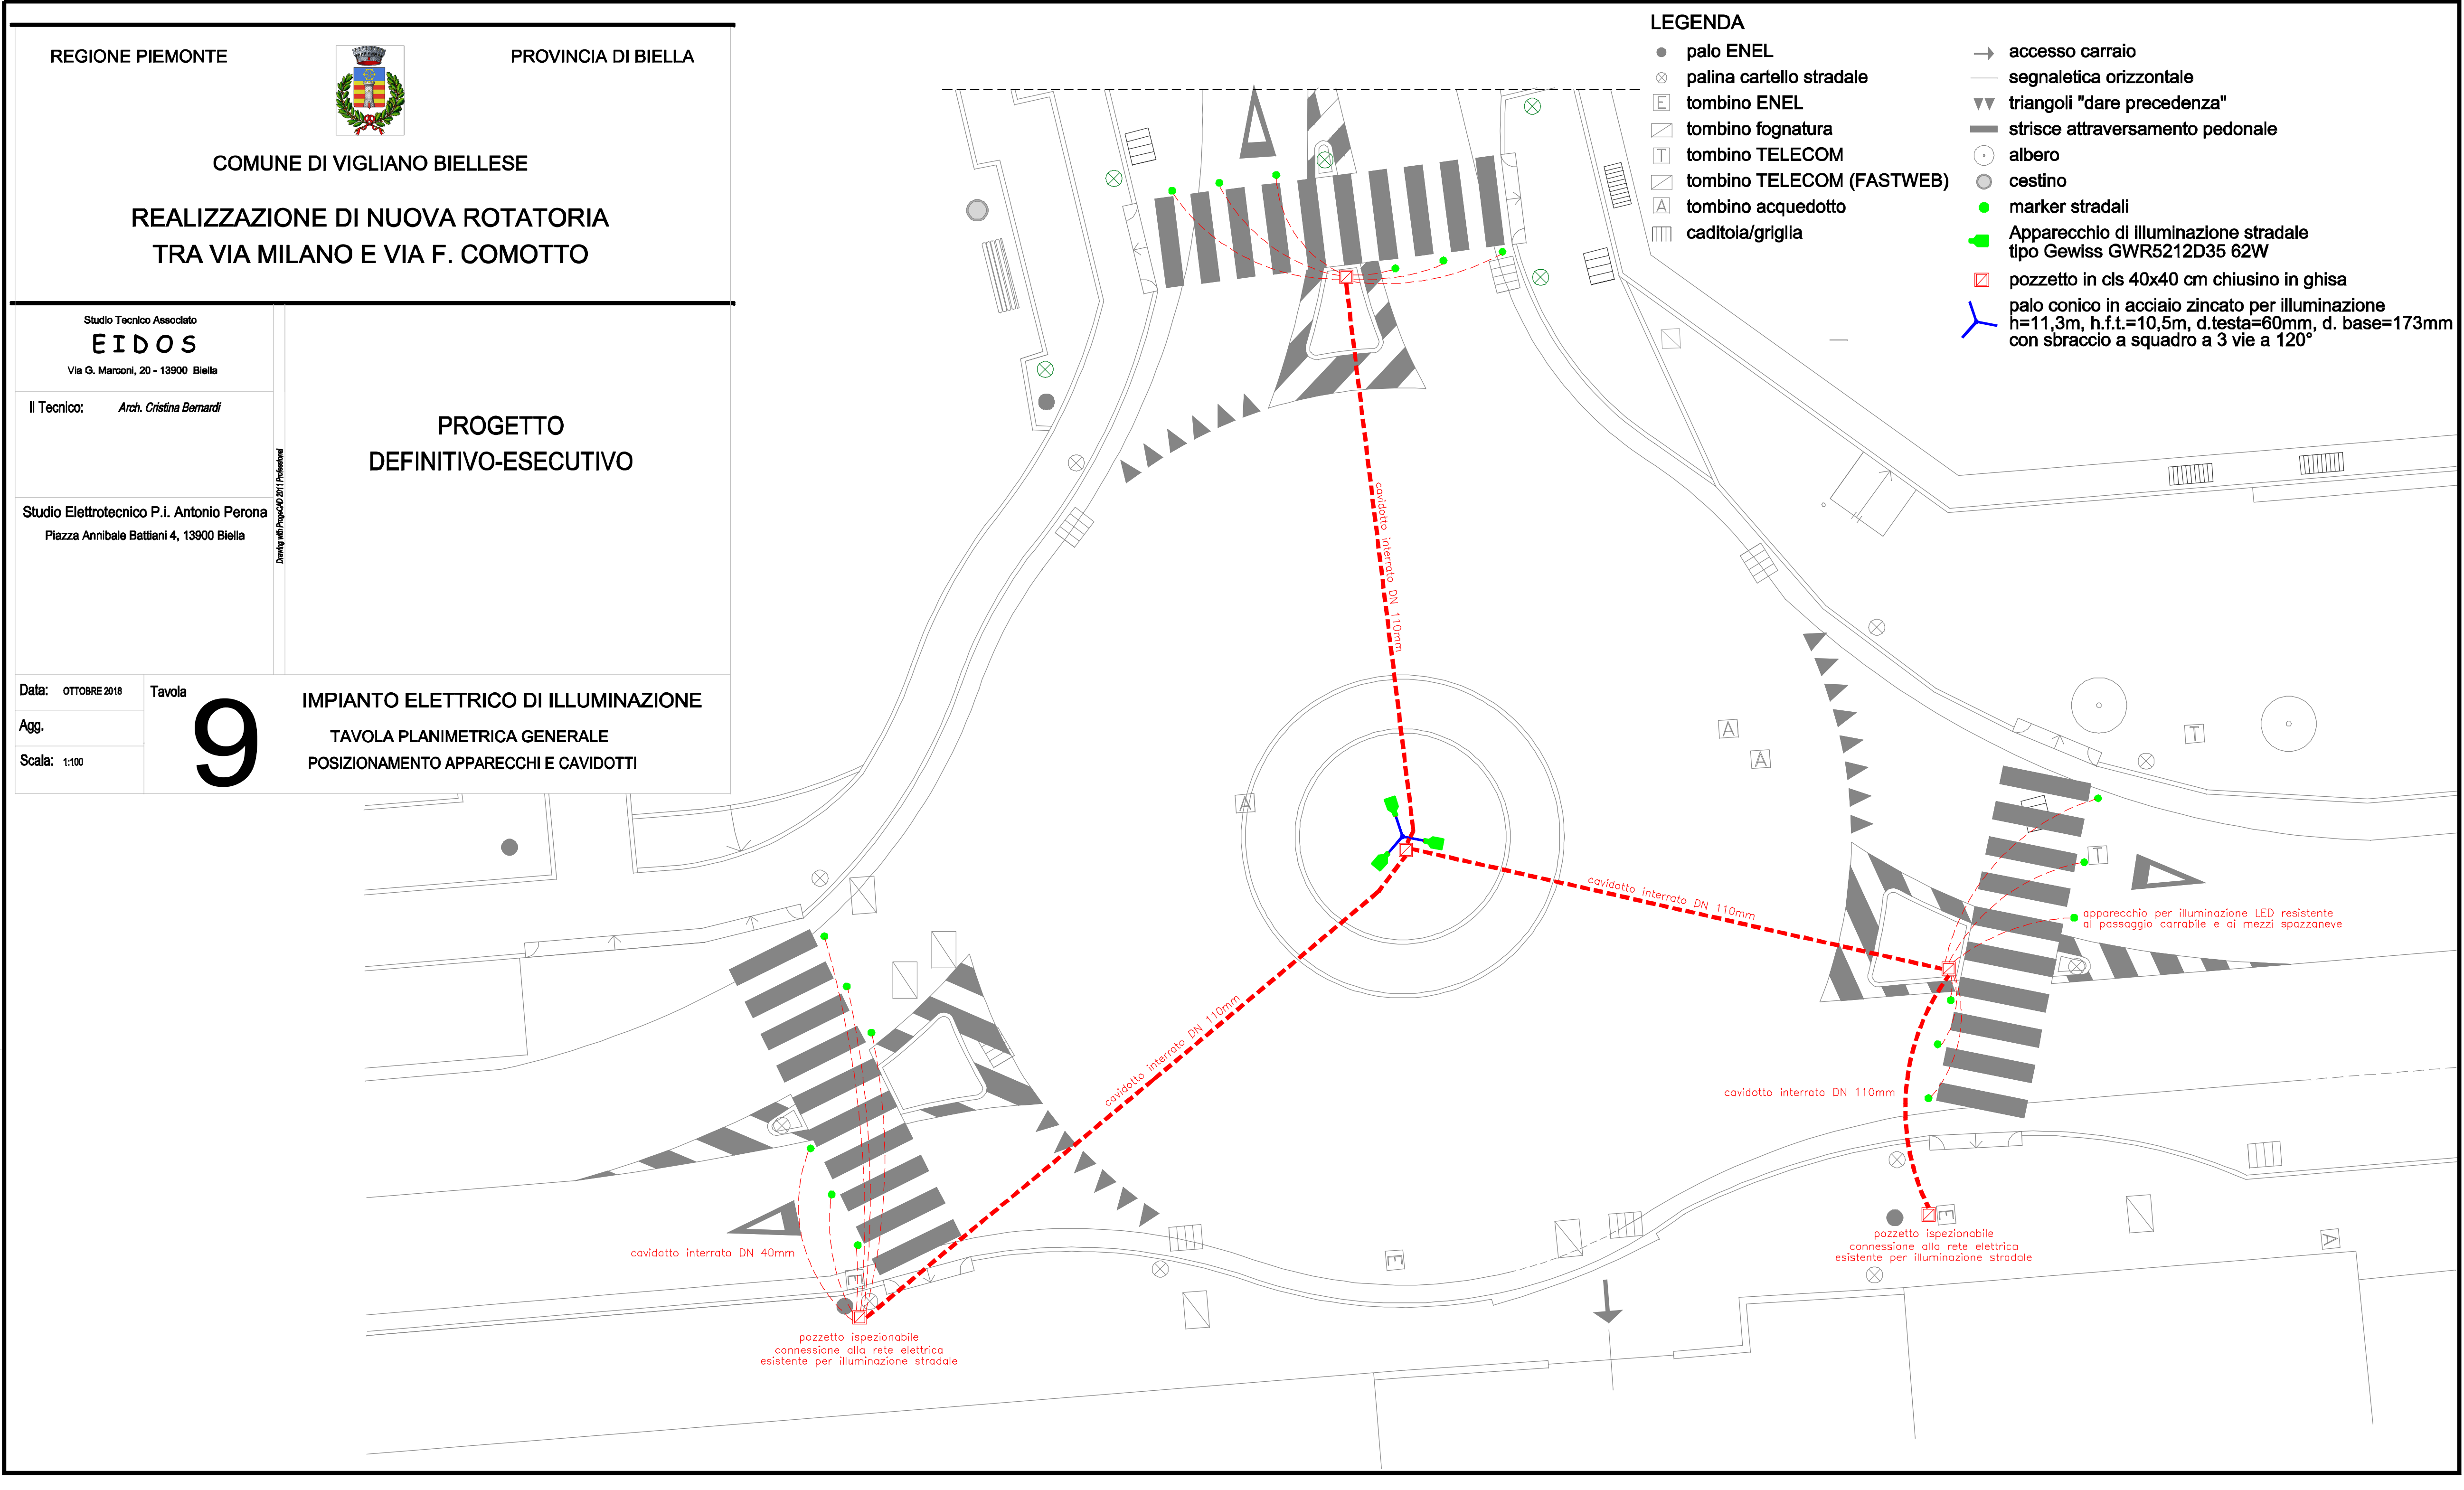 REGIONE PIEMONTE
PROVINCIA DI BIELLA
COMUNE DI VIGLIANO BIELLESE
REALIZZAZIONE DI NUOVA ROTATORIA
TRA VIA MILANO E VIA F. COMOTTO
Studio Tecnico Associato
EIDOS
Via G. Marconi, 20 - 13900 Biella
Il Tecnico: Arch. Cristina Bernardi
Studio Elettrotecnico P.i. Antonio Perona
Piazza Annibale Battiani 4, 13900 Biella
Drawing with ProgeCAD 2011 Professional
PROGETTO
DEFINITIVO-ESECUTIVO
Data: OTTOBRE 2018
Agg.
Scala: 1:100
Tavola
9
IMPIANTO ELETTRICO DI ILLUMINAZIONE
TAVOLA PLANIMETRICA GENERALE
POSIZIONAMENTO APPARECCHI E CAVIDOTTI
LEGENDA
palo ENEL
palina cartello stradale
E tombino ENEL
tombino fognatura
T tombino TELECOM
tombino TELECOM (FASTWEB)
A tombino acquedotto
caditoia/griglia
accesso carraio
segnaletica orizzontale
triangoli "dare precedenza"
strisce attraversamento pedonale
albero
cestino
marker stradali
Apparecchio di illuminazione stradale
tipo Gewiss GWR5212D35 62W
pozzetto in cls 40x40 cm chiusino in ghisa
palo conico in acciaio zincato per illuminazione
h=11,3m, h.f.t.=10,5m, d.testa=60mm, d. base=173mm
con sbraccio a squadro a 3 vie a 120°
cavidotto interrato DN 110mm
A
A
T
A
T
cavidotto interrato DN 110mm
apparecchio per illuminazione LED resistente
al passaggio carrabile e ai mezzi spazzaneve
cavidotto interrato DN 110mm
cavidotto interrato DN 110mm
E
pozzetto ispezionabile
connessione alla rete elettrica
esistente per illuminazione stradale
A
E
cavidotto interrato DN 40mm
E
pozzetto ispezionabile
connessione alla rete elettrica
esistente per illuminazione stradale